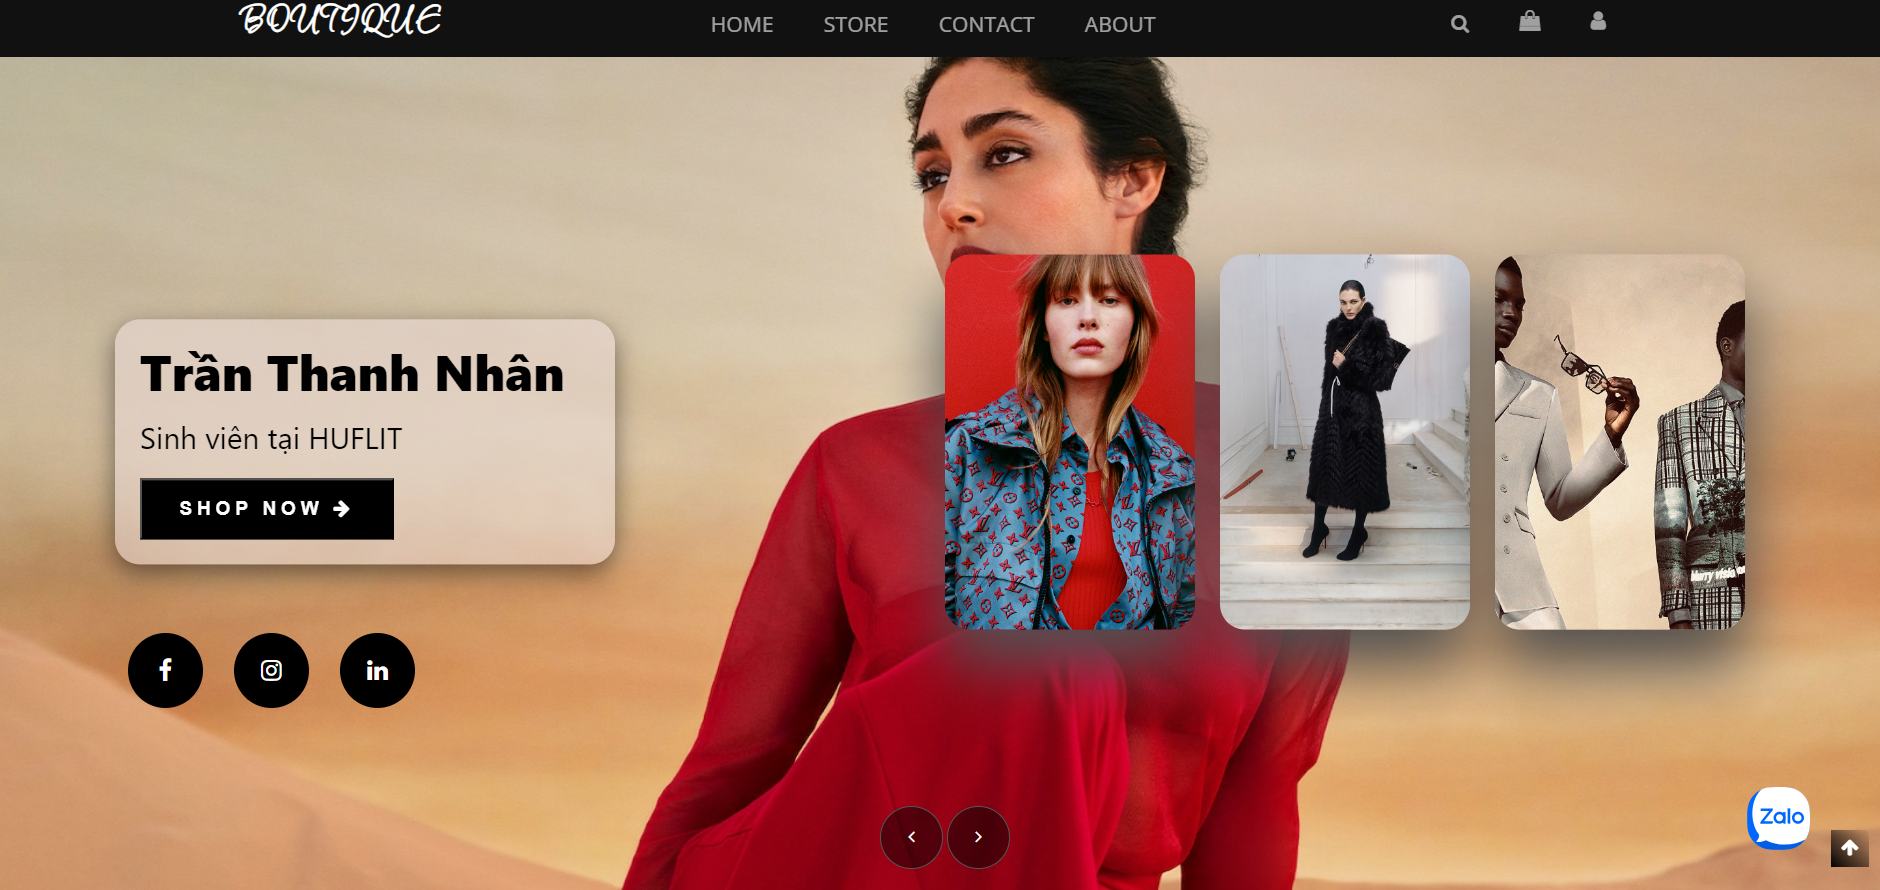 BOUTIQUE
HOME STORE CONTACT ABOUT
Trần Thanh Nhân
Sinh viên tại HUFLIT
SHOP NOW
Zalo